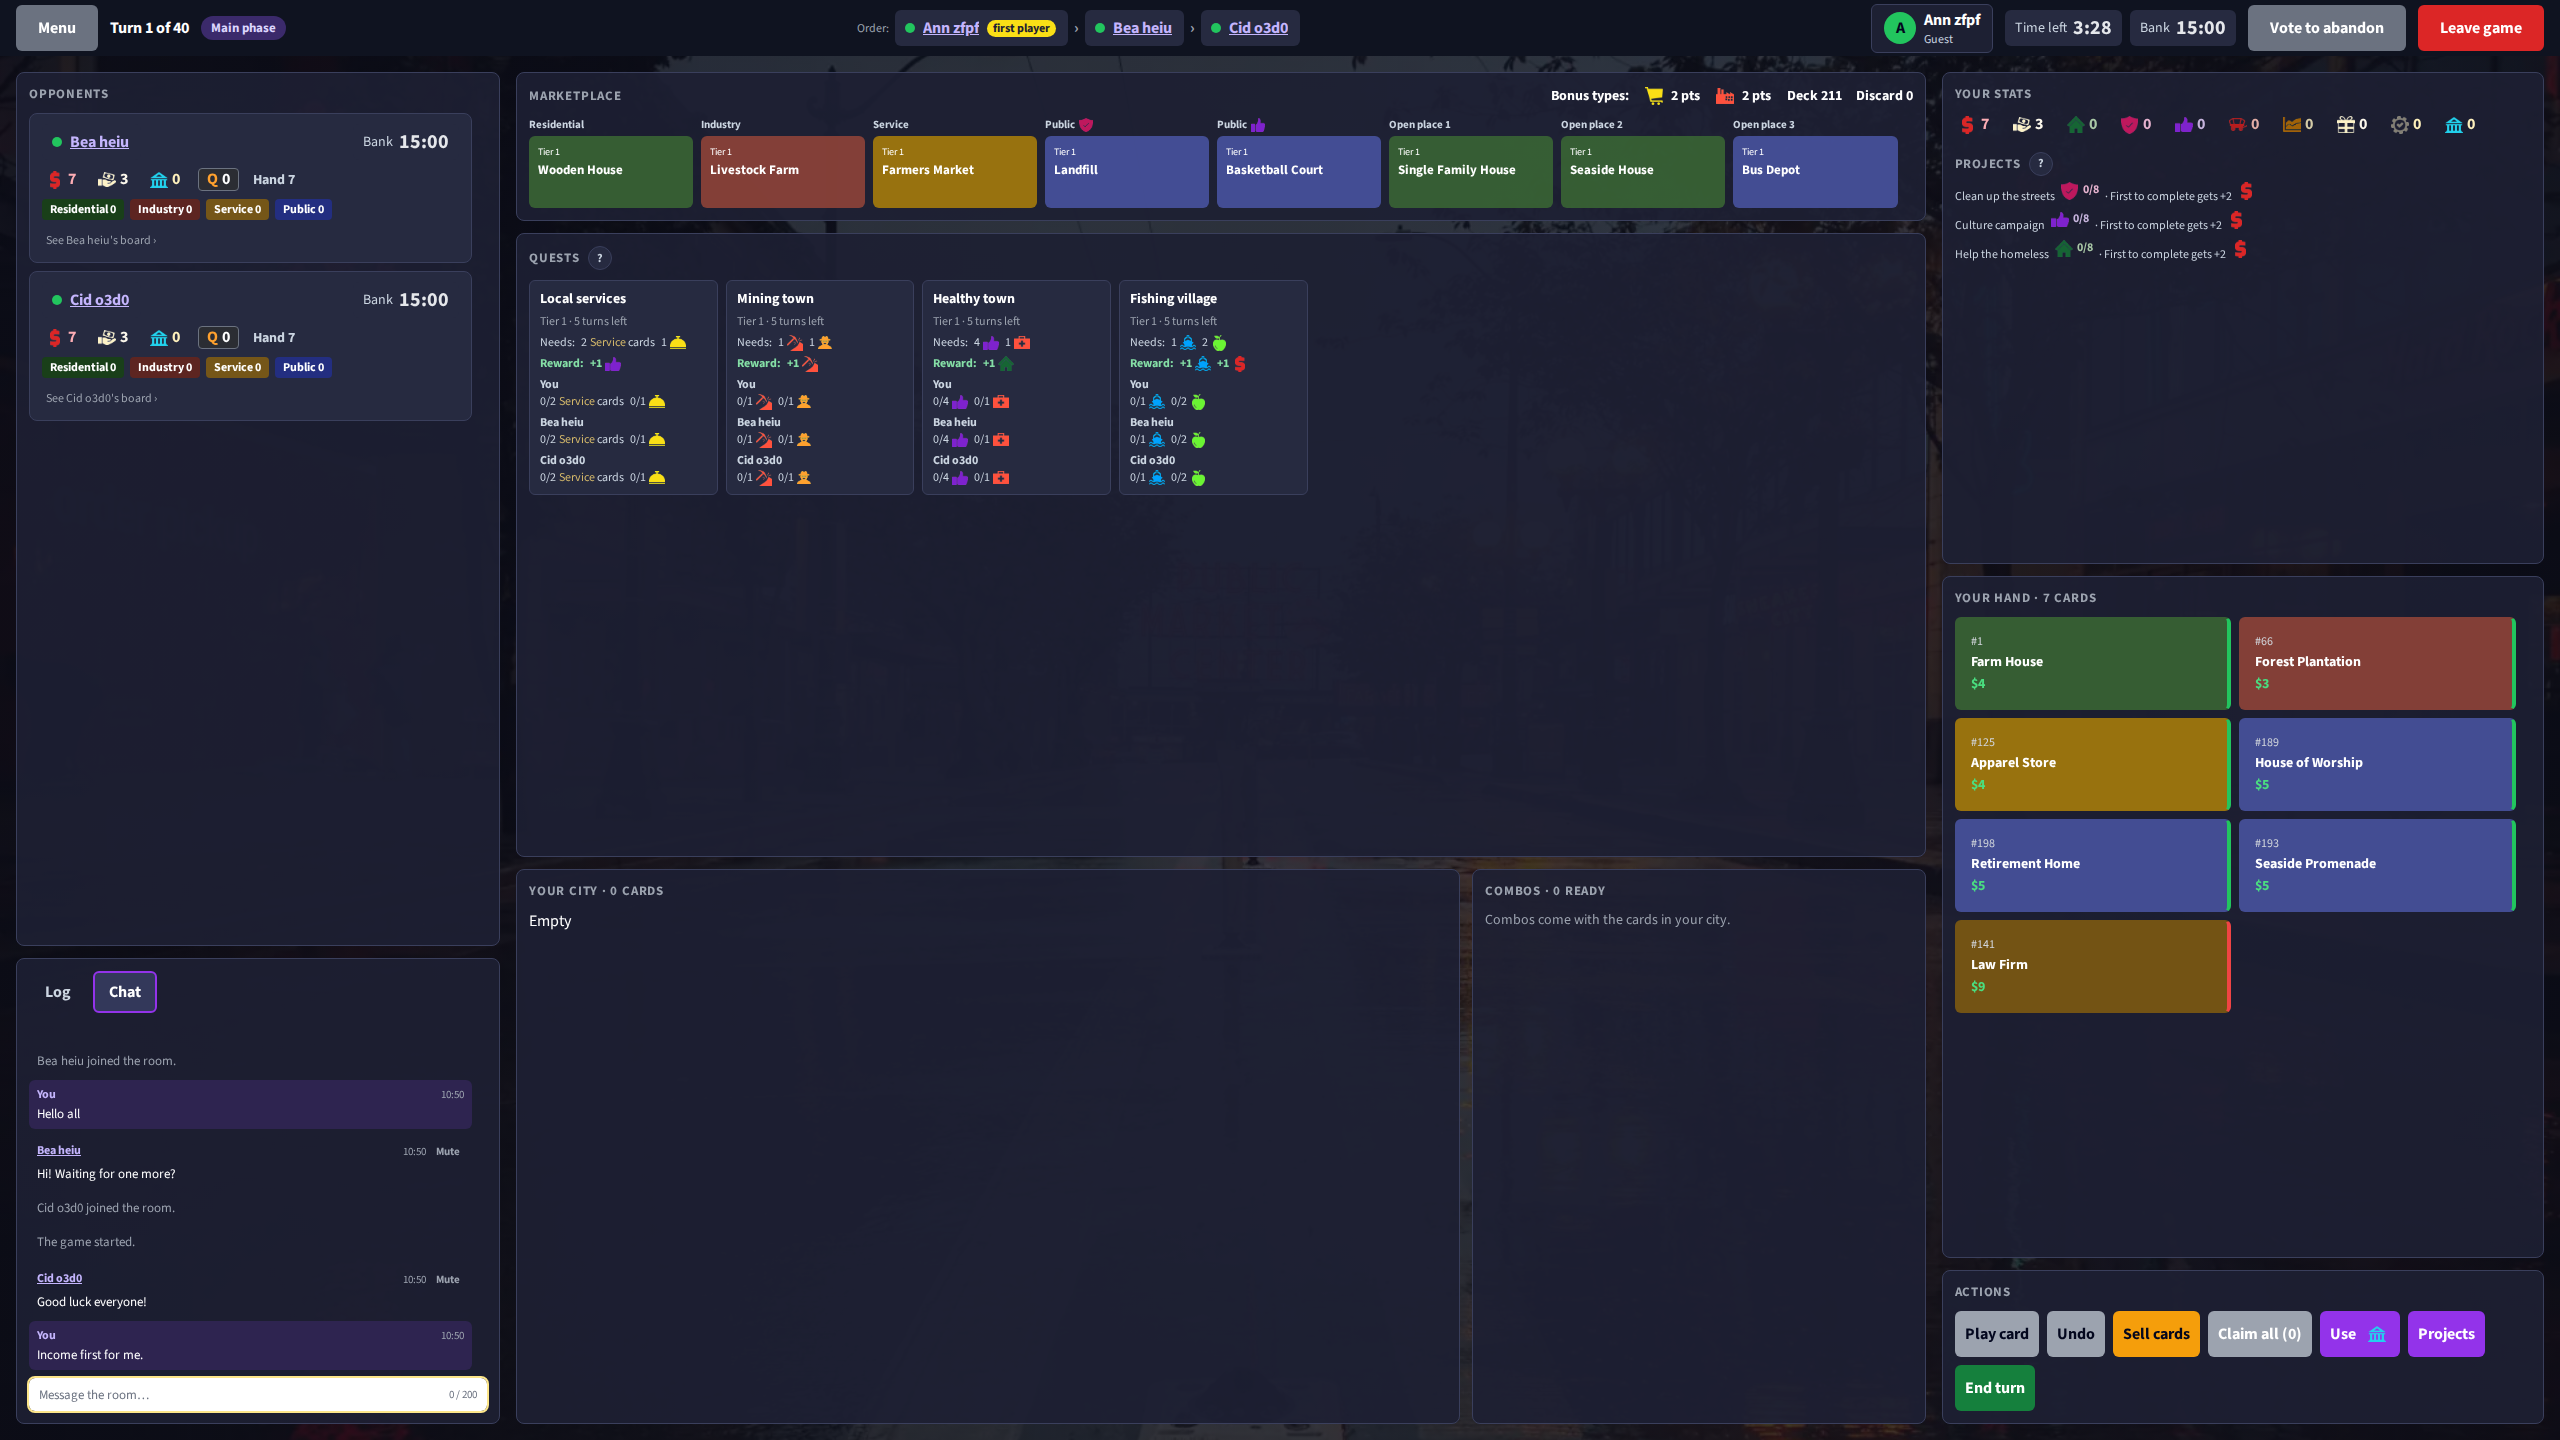 Menu
Turn 1 of 40
Main phase
Order:
Ann zfpf first player › Bea heiu › Cid o3d0
A
Ann zfpf
Guest
Time left 3:28
Bank 15:00
Vote to abandon
Leave game
OPPONENTS
Bea heiu
Bank 15:00
7 3 0 Q 0 Hand 7
Residential 0 Industry 0 Service 0 Public 0
See Bea heiu's board ›
Cid o3d0
Bank 15:00
7 3 0 Q 0 Hand 7
Residential 0 Industry 0 Service 0 Public 0
See Cid o3d0's board ›
Log
Chat
Bea heiu joined the room.
You 10:50
Hello all
Bea heiu 10:50 Mute
Hi! Waiting for one more?
Cid o3d0 joined the room.
The game started.
Cid o3d0 10:50 Mute
Good luck everyone!
You 10:50
Income first for me.
Message the room… 0 / 200
MARKETPLACE
Bonus types: 2 pts 2 pts Deck 211 Discard 0
Residential
Tier 1
Wooden House
Industry
Tier 1
Livestock Farm
Service
Tier 1
Farmers Market
Public
Tier 1
Landfill
Public
Tier 1
Basketball Court
Open place 1
Tier 1
Single Family House
Open place 2
Tier 1
Seaside House
Open place 3
Tier 1
Bus Depot
QUESTS ?
Local services
Tier 1 · 5 turns left
Needs: 2 Service cards 1
Reward: +1
You
0/2 Service cards 0/1
Bea heiu
0/2 Service cards 0/1
Cid o3d0
0/2 Service cards 0/1
Mining town
Tier 1 · 5 turns left
Needs: 1 1
Reward: +1
You
0/1 0/1
Bea heiu
0/1 0/1
Cid o3d0
0/1 0/1
Healthy town
Tier 1 · 5 turns left
Needs: 4 1
Reward: +1
You
0/4 0/1
Bea heiu
0/4 0/1
Cid o3d0
0/4 0/1
Fishing village
Tier 1 · 5 turns left
Needs: 1 2
Reward: +1 +1
You
0/1 0/2
Bea heiu
0/1 0/2
Cid o3d0
0/1 0/2
YOUR CITY · 0 CARDS
Empty
COMBOS · 0 READY
Combos come with the cards in your city.
YOUR STATS
7 3 0 0 0 0 0 0 0 0
PROJECTS ?
Clean up the streets 0/8 · First to complete gets +2
Culture campaign 0/8 · First to complete gets +2
Help the homeless 0/8 · First to complete gets +2
YOUR HAND · 7 CARDS
#1
Farm House
$4
#66
Forest Plantation
$3
#125
Apparel Store
$4
#189
House of Worship
$5
#198
Retirement Home
$5
#193
Seaside Promenade
$5
#141
Law Firm
$9
ACTIONS
Play card
Undo
Sell cards
Claim all (0)
Use
Projects
End turn